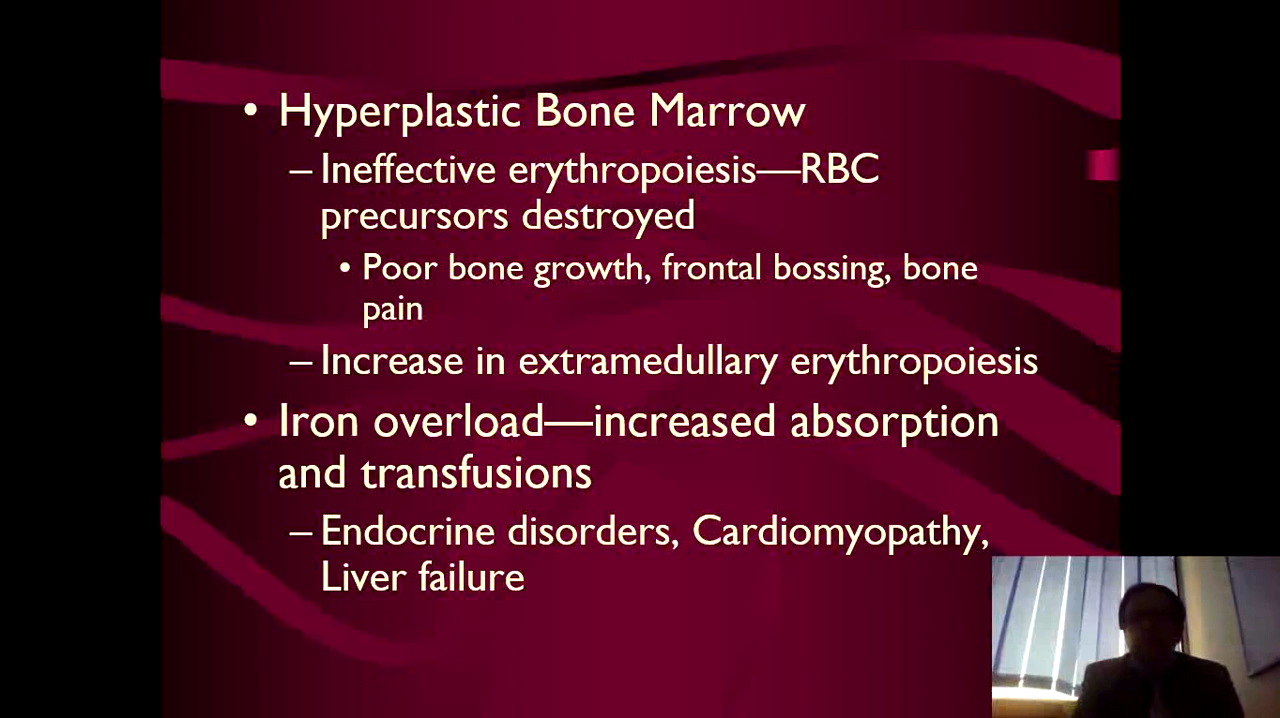 • Hyperplastic Bone Marrow
– Ineffective erythropoiesis—RBC
precursors destroyed
• Poor bone growth, frontal bossing, bone
pain
– Increase in extramedullary erythropoiesis
• Iron overload—increased absorption
and transfusions
– Endocrine disorders, Cardiomyopathy,
Liver failure